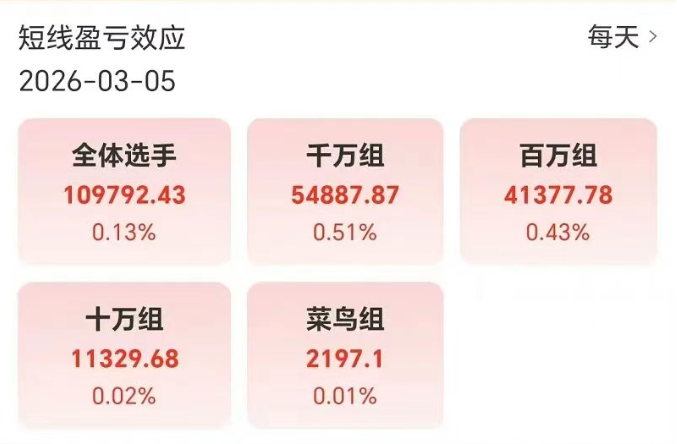 短线盈亏效应
每天 >
2026-03-05
全体选手
109792.43
0.13%
千万组
54887.87
0.51%
百万组
41377.78
0.43%
十万组
11329.68
0.02%
菜鸟组
2197.1
0.01%